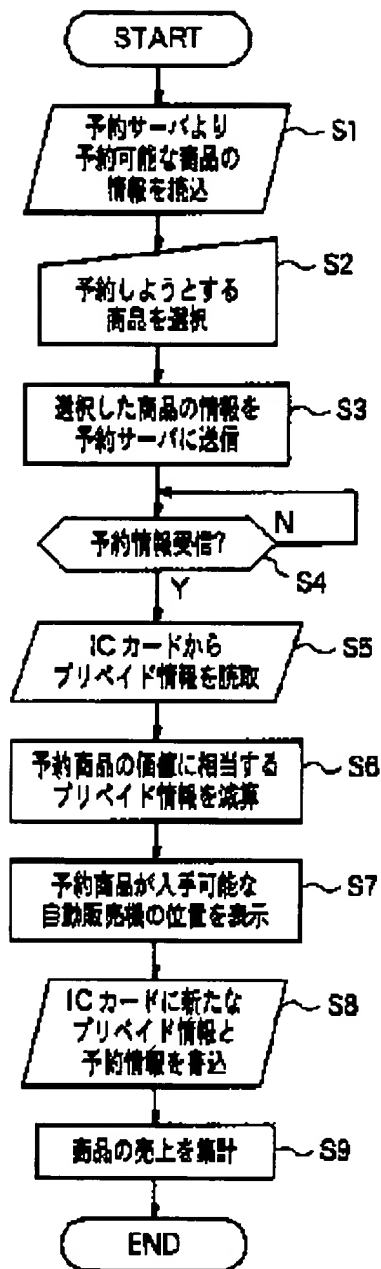 START
予約サーバより
予約可能な商品の
情報を読込
S1
予約しようとする
商品を選択
S2
選択した商品の情報を
予約サーバに送信
S3
予約情報受信?
N
S4
Y
ICカードから
プリペイド情報を読取
S5
予約商品の価値に相当する
プリペイド情報を減算
S6
予約商品が入手可能な
自動販売機の位置を表示
S7
ICカードに新たな
プリペイド情報と
予約情報を書込
S8
商品の売上を集計
S9
END